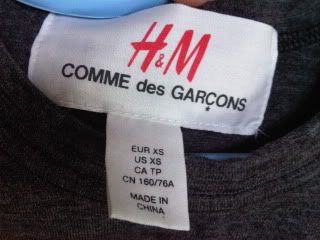 H&M
COMME des GARÇONS
EUR XS
US XS
CA TP
CN 160/76A
MADE IN
CHINA